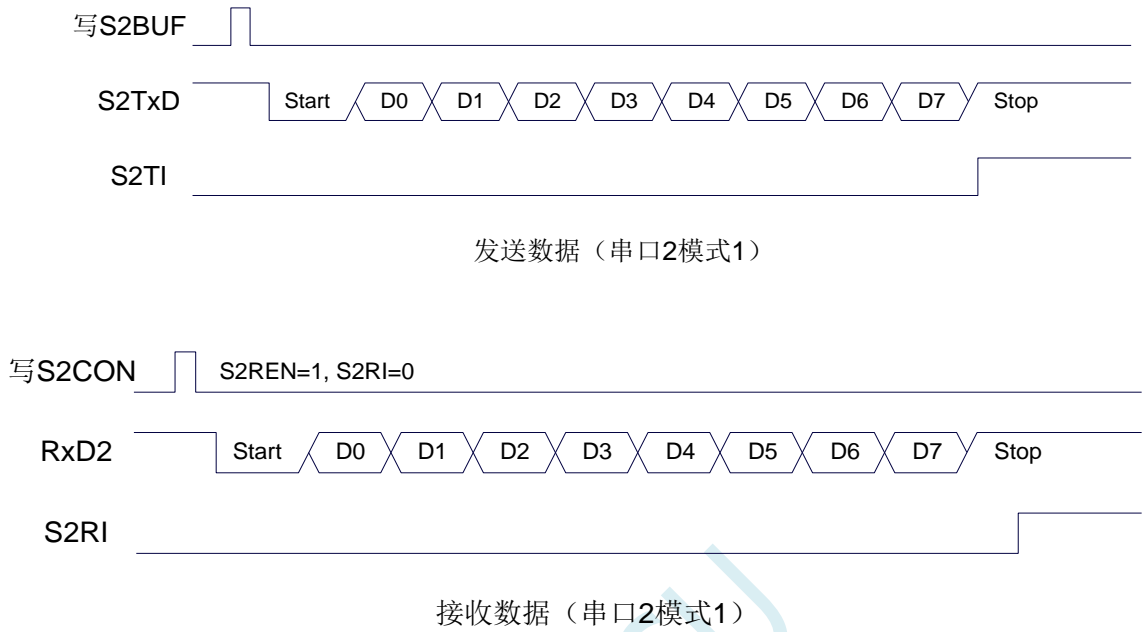 写S2BUF
S2TxD Start D0 D1 D2 D3 D4 D5 D6 D7 Stop
S2TI
发送数据（串口2模式1）
写S2CON S2REN=1, S2RI=0
RxD2 Start D0 D1 D2 D3 D4 D5 D6 D7 Stop
S2RI
接收数据（串口2模式1）